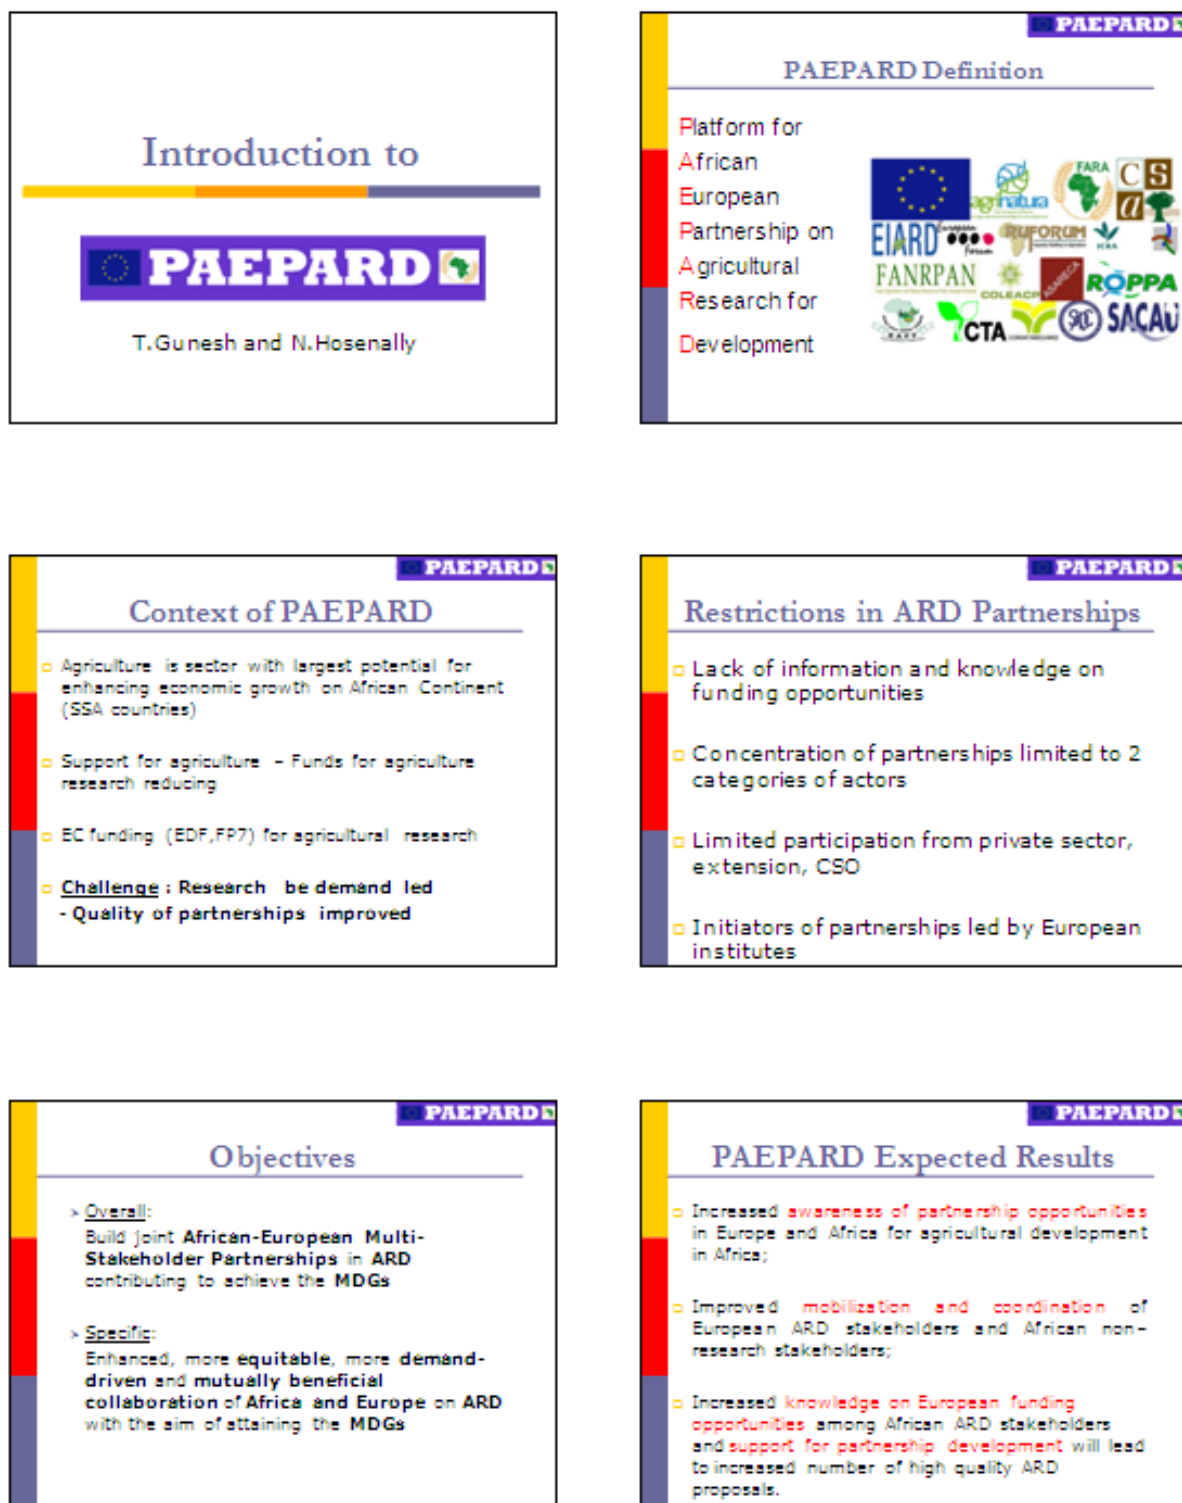 Introduction to
PAEPARD
T.Gunesh and N.Hosenally
PAEPARD
PAEPARD Definition
Platform for
African
European
Partnership on
Agricultural
Research for
Development
agrinatura
FARA
CSa
EIARD
European
Forum
RUFORUM
ICRA
FANRPAN
COLEACP
ASARECA
ROPPA
CTA
SACAU
PAEPARD
Context of PAEPARD
Agriculture is sector with largest potential for
enhancing economic growth on African Continent
(SSA countries)
Support for agriculture – Funds for agriculture
research reducing
EC funding (EDF,FP7) for agricultural research
Challenge : Research be demand led
- Quality of partnerships improved
PAEPARD
Restrictions in ARD Partnerships
Lack of information and knowledge on
funding opportunities
Concentration of partnerships limited to 2
categories of actors
Limited participation from private sector,
extension, CSO
Initiators of partnerships led by European
institutes
PAEPARD
Objectives
Overall:
Build joint African-European Multi-
Stakeholder Partnerships in ARD
contributing to achieve the MDGs
Specific:
Enhanced, more equitable, more demand-
driven and mutually beneficial
collaboration of Africa and Europe on ARD
with the aim of attaining the MDGs
PAEPARD
PAEPARD Expected Results
Increased awareness of partnership opportunities
in Europe and Africa for agricultural development
in Africa;
Improved mobilization and coordination of
European ARD stakeholders and African non-
research stakeholders;
Increased knowledge on European funding
opportunities among African ARD stakeholders
and support for partnership development will lead
to increased number of high quality ARD
proposals.